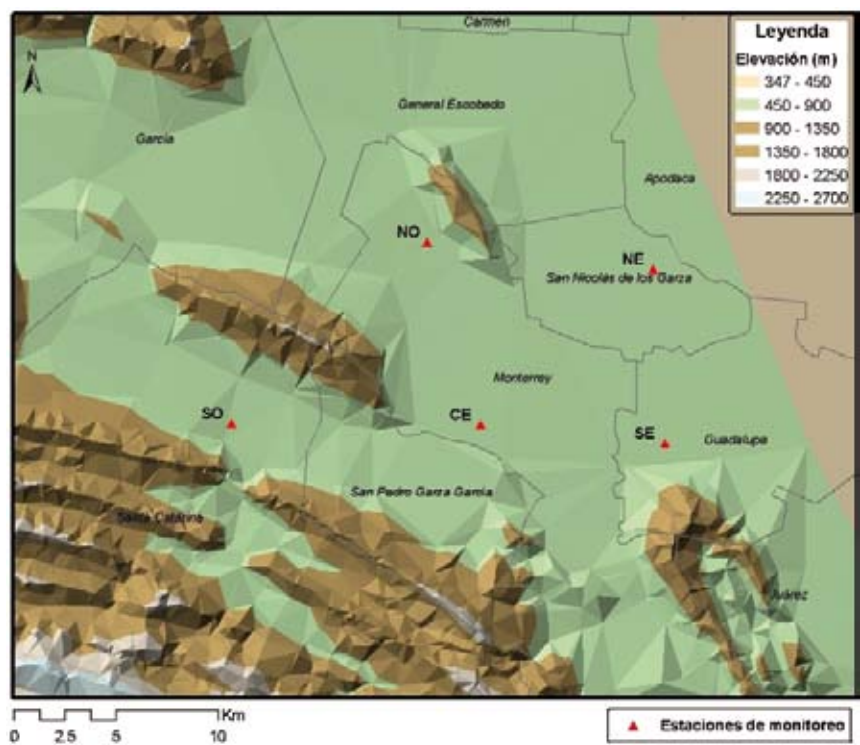 Carmen
Leyenda
Elevación (m)
347 - 450
450 - 900
900 - 1350
1350 - 1800
1800 - 2250
2250 - 2700
N
General Escobedo
García
Apodaca
NO
NE
San Nicolás de los Garza
Monterrey
SO
CE
SE
Guadalupe
San Pedro Garza García
Santa Catarina
Juárez
Km
0 2.5 5 10
Estaciones de monitoreo